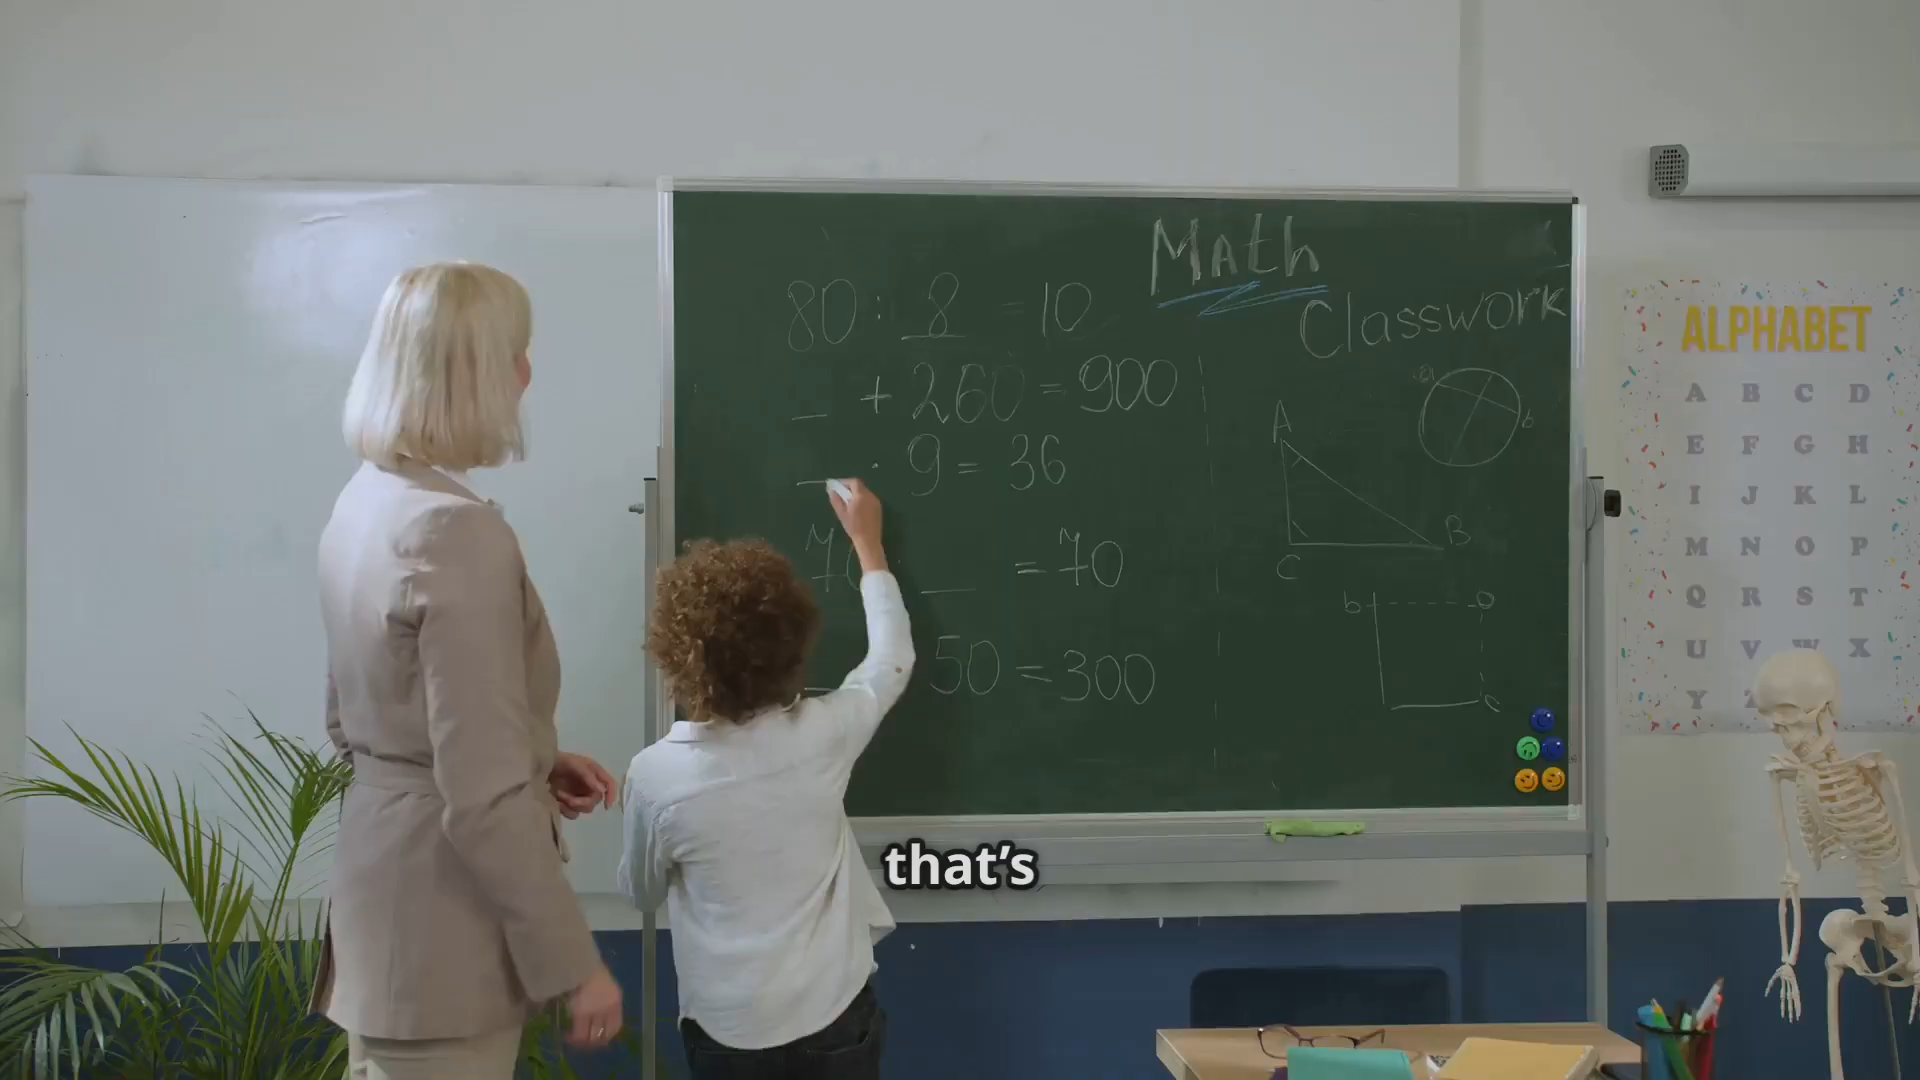 Math
Classwork
80 : 8 = 10
_ + 260 = 900
_ · 9 = 36
_ = 70
50 = 300
a
b
A
B
C
b
ALPHABET
A B C D
E F G H
I J K L
M N O P
Q R S T
U V W X
Y Z
that's